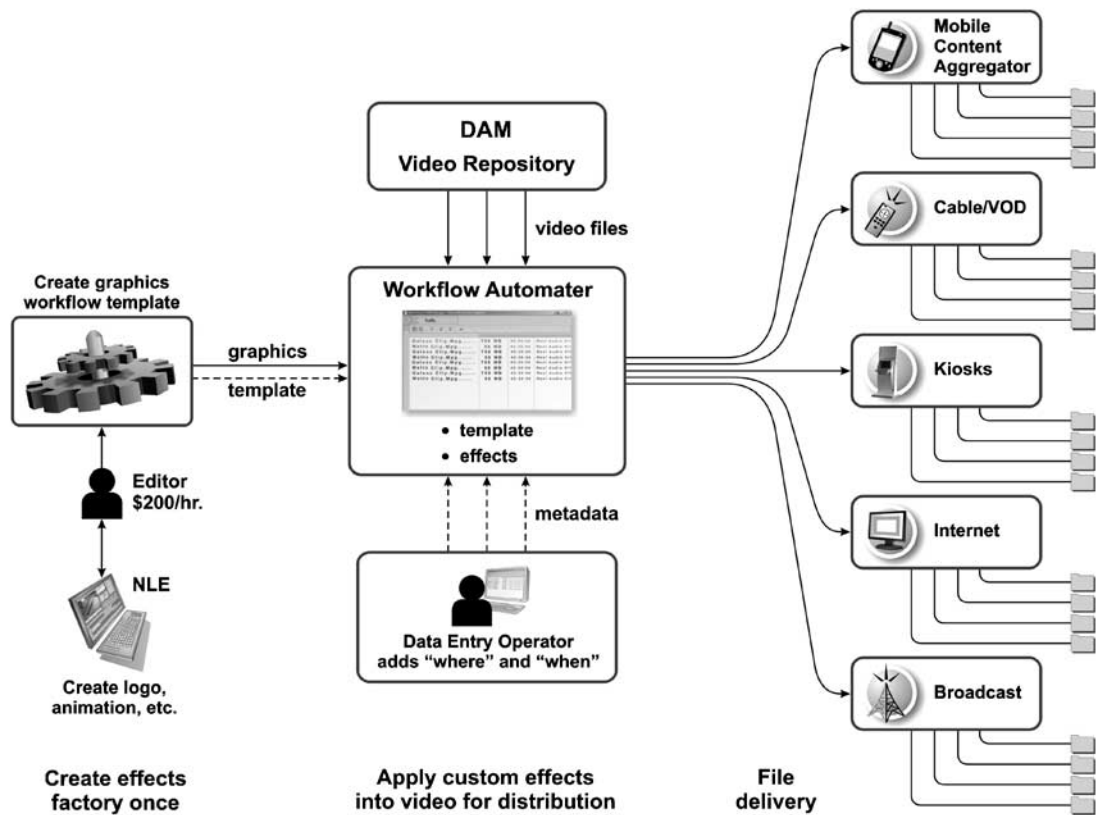 Mobile
Content
Aggregator
DAM
Video Repository
Cable/VOD
video files
Create graphics
workflow template
Workflow Automater
graphics
template
Kiosks
• template
• effects
Editor
$200/hr.
metadata
Internet
NLE
Data Entry Operator
adds “where” and “when”
Create logo,
animation, etc.
Broadcast
Create effects
factory once
Apply custom effects
into video for distribution
File
delivery